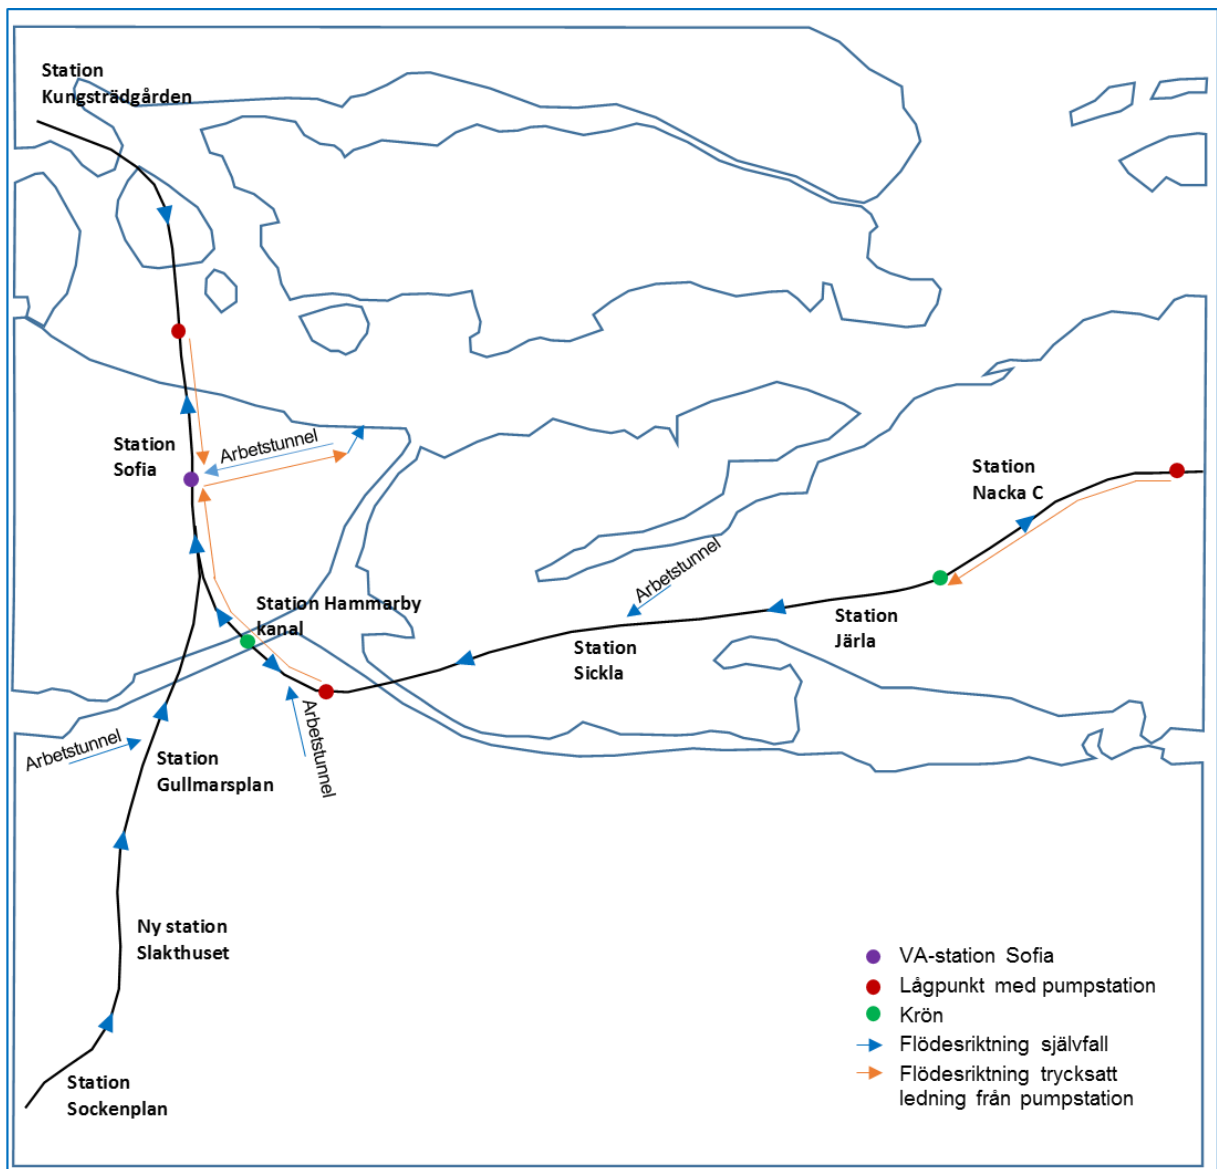 Station
Kungsträdgården
Station
Sofia
Arbetstunnel
Station
Nacka C
Arbetstunnel
Station Hammarby
kanal
Station
Järla
Station
Sickla
Arbetstunnel
Arbetstunnel
Station
Gullmarsplan
Ny station
Slakthuset
Station
Sockenplan
VA-station Sofia
Lågpunkt med pumpstation
Krön
Flödesriktning självfall
Flödesriktning trycksatt
ledning från pumpstation